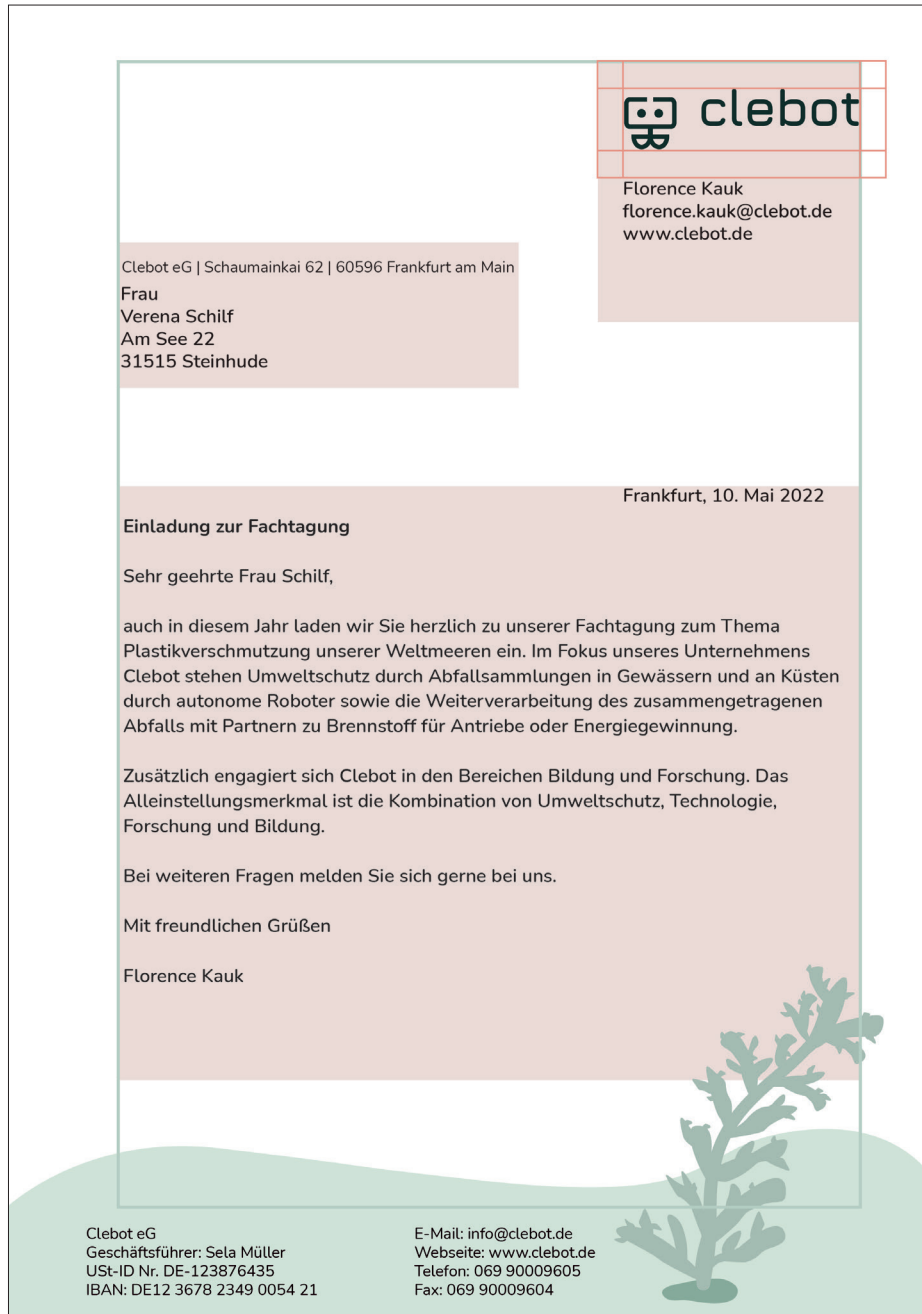 clebot
Florence Kauk
florence.kauk@clebot.de
www.clebot.de
Clebot eG | Schaumainkai 62 | 60596 Frankfurt am Main
Frau
Verena Schilf
Am See 22
31515 Steinhude
Frankfurt, 10. Mai 2022
Einladung zur Fachtagung
Sehr geehrte Frau Schilf,
auch in diesem Jahr laden wir Sie herzlich zu unserer Fachtagung zum Thema
Plastikverschmutzung unserer Weltmeeren ein. Im Fokus unseres Unternehmens
Clebot stehen Umweltschutz durch Abfallsammlungen in Gewässern und an Küsten
durch autonome Roboter sowie die Weiterverarbeitung des zusammengetragenen
Abfalls mit Partnern zu Brennstoff für Antriebe oder Energiegewinnung.
Zusätzlich engagiert sich Clebot in den Bereichen Bildung und Forschung. Das
Alleinstellungsmerkmal ist die Kombination von Umweltschutz, Technologie,
Forschung und Bildung.
Bei weiteren Fragen melden Sie sich gerne bei uns.
Mit freundlichen Grüßen
Florence Kauk
Clebot eG
Geschäftsführer: Sela Müller
USt-ID Nr. DE-123876435
IBAN: DE12 3678 2349 0054 21
E-Mail: info@clebot.de
Webseite: www.clebot.de
Telefon: 069 90009605
Fax: 069 90009604